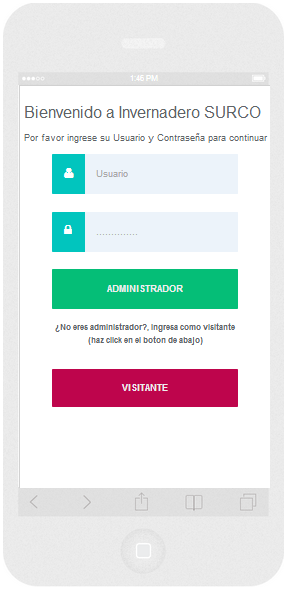 1:46 PM
Bienvenido a Invernadero SURCO
Por favor ingrese su Usuario y Contraseña para continuar
Usuario
..............
ADMINISTRADOR
¿No eres administrador?, ingresa como visitante
(haz click en el boton de abajo)
VISITANTE